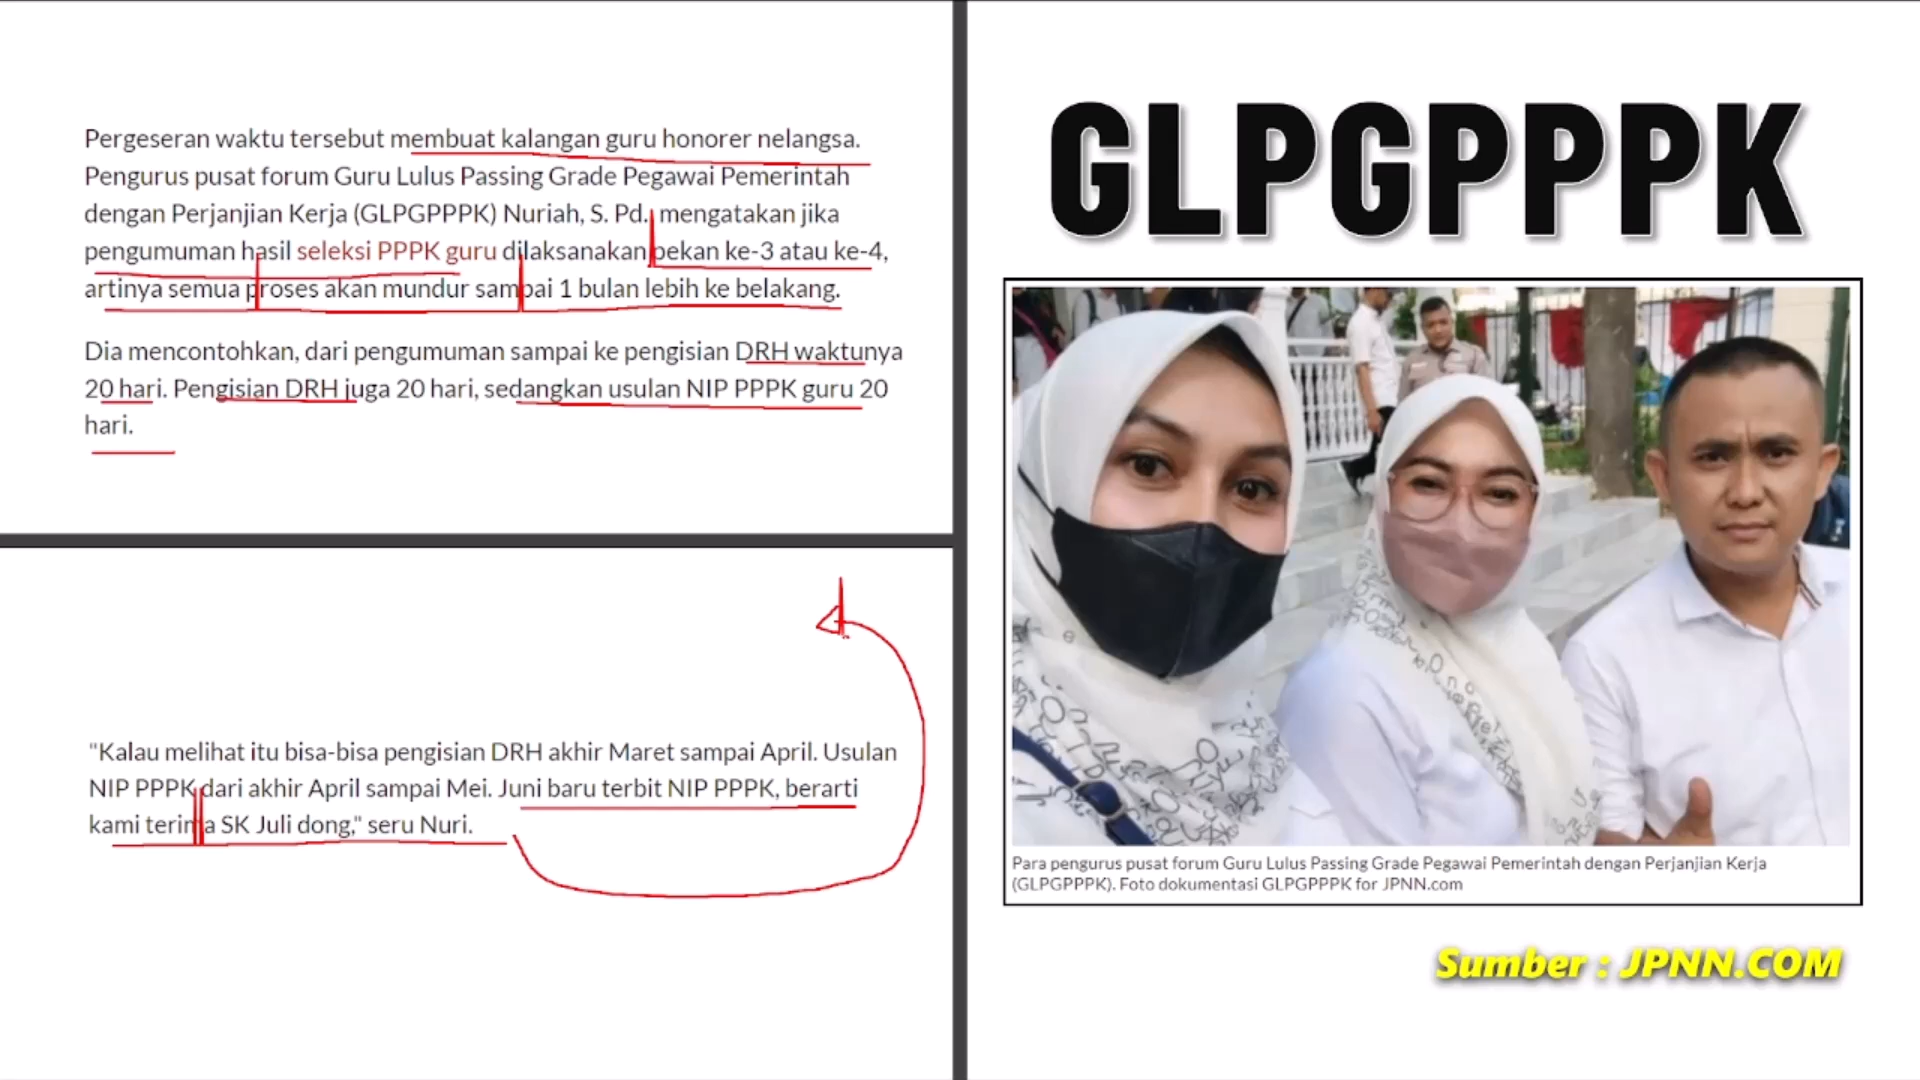 Pergeseran waktu tersebut membuat kalangan guru honorer nelangsa.
Pengurus pusat forum Guru Lulus Passing Grade Pegawai Pemerintah
dengan Perjanjian Kerja (GLPGPPPK) Nuriah, S. Pd., mengatakan jika
pengumuman hasil seleksi PPPK guru dilaksanakan pekan ke-3 atau ke-4,
artinya semua proses akan mundur sampai 1 bulan lebih ke belakang.
Dia mencontohkan, dari pengumuman sampai ke pengisian DRH waktunya
20 hari. Pengisian DRH juga 20 hari, sedangkan usulan NIP PPPK guru 20
hari.
"Kalau melihat itu bisa-bisa pengisian DRH akhir Maret sampai April. Usulan
NIP PPPK dari akhir April sampai Mei. Juni baru terbit NIP PPPK, berarti
kami terima SK Juli dong," seru Nuri.
GLPGPPPK
Para pengurus pusat forum Guru Lulus Passing Grade Pegawai Pemerintah dengan Perjanjian Kerja
(GLPGPPPK). Foto dokumentasi GLPGPPPK for JPNN.com
Sumber : JPNN.COM